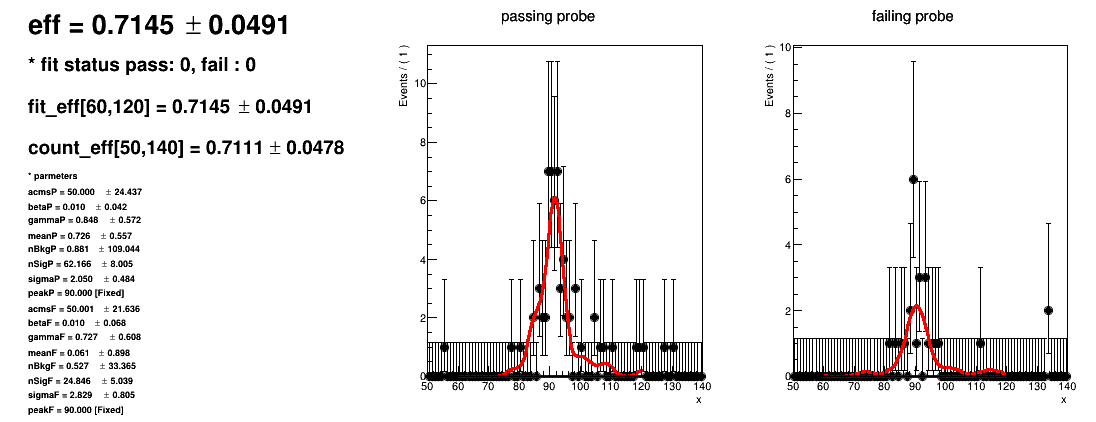 eff = 0.7145 ± 0.0491
* fit status pass: 0, fail : 0
fit_eff[60,120] = 0.7145 ± 0.0491
count_eff[50,140] = 0.7111 ± 0.0478
* parmeters
acmsP = 50.000 ± 24.437
betaP = 0.010 ± 0.042
gammaP = 0.848 ± 0.572
meanP = 0.726 ± 0.557
nBkgP = 0.881 ± 109.044
nSigP = 62.166 ± 8.005
sigmaP = 2.050 ± 0.484
peakP = 90.000 [Fixed]
acmsF = 50.001 ± 21.636
betaF = 0.010 ± 0.068
gammaF = 0.727 ± 0.608
meanF = 0.061 ± 0.898
nBkgF = 0.527 ± 33.365
nSigF = 24.846 ± 5.039
sigmaF = 2.829 ± 0.805
peakF = 90.000 [Fixed]
passing probe
Events / ( 1 )
10
8
6
4
2
0
50 60 70 80 90 100 110 120 130 140
x
failing probe
Events / ( 1 )
10
8
6
4
2
0
50 60 70 80 90 100 110 120 130 140
x